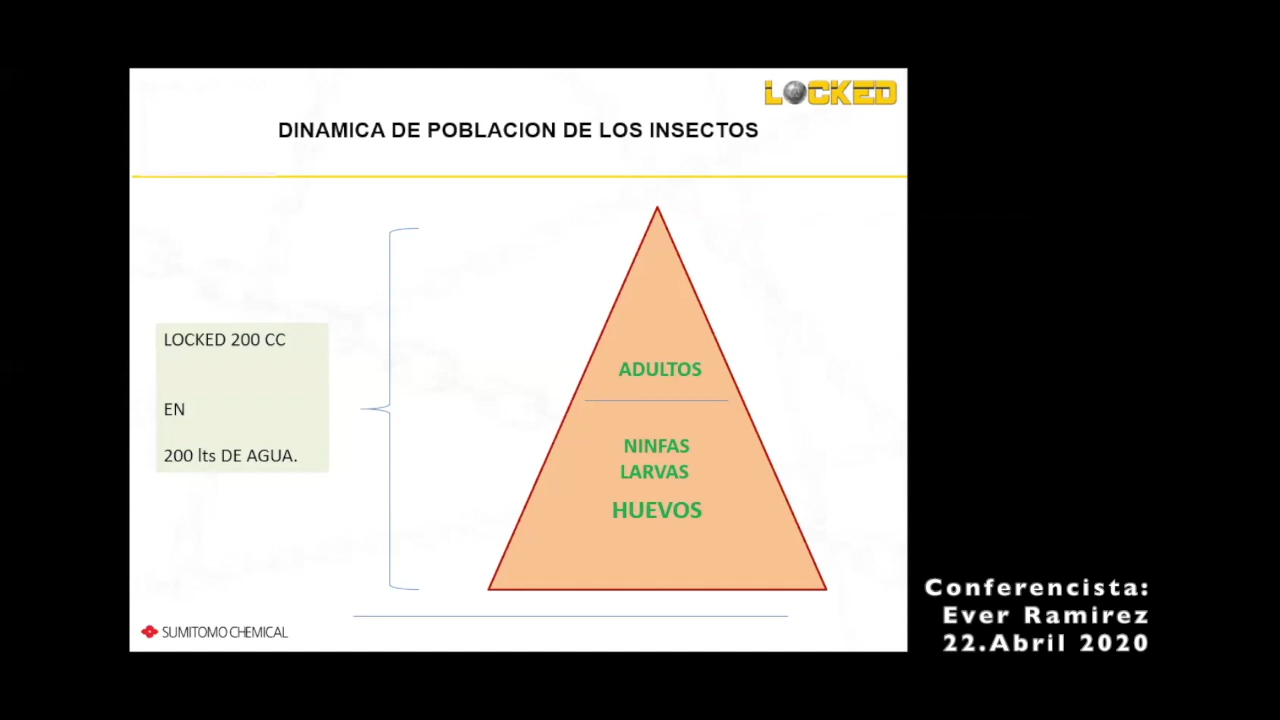 LOCKED
DINAMICA DE POBLACION DE LOS INSECTOS
LOCKED 200 CC
EN
200 lts DE AGUA.
ADULTOS
NINFAS
LARVAS
HUEVOS
SUMITOMO CHEMICAL
Conferencista:
Ever Ramirez
22.Abril 2020